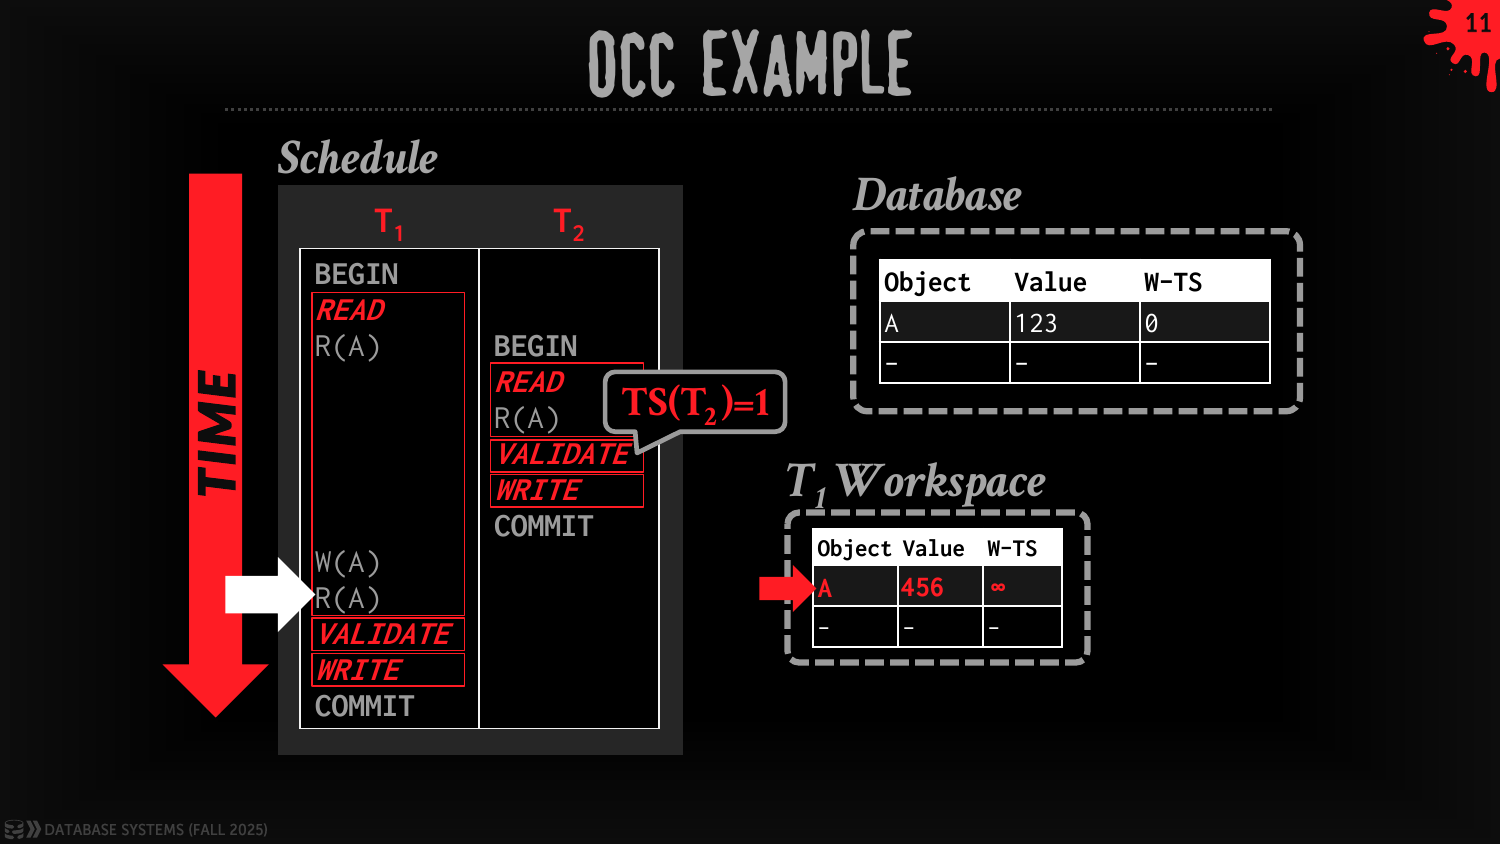 11
OCC EXAMPLE
Schedule
TIME
T1 T2
BEGIN
READ
R(A) BEGIN
READ
R(A)
VALIDATE
WRITE
COMMIT
W(A)
R(A)
VALIDATE
WRITE
COMMIT
TS(T2)=1
Database
Object Value W-TS
A 123 0
- - -
T1 Workspace
Object Value W-TS
A 456 ∞
- - -
DATABASE SYSTEMS (FALL 2025)